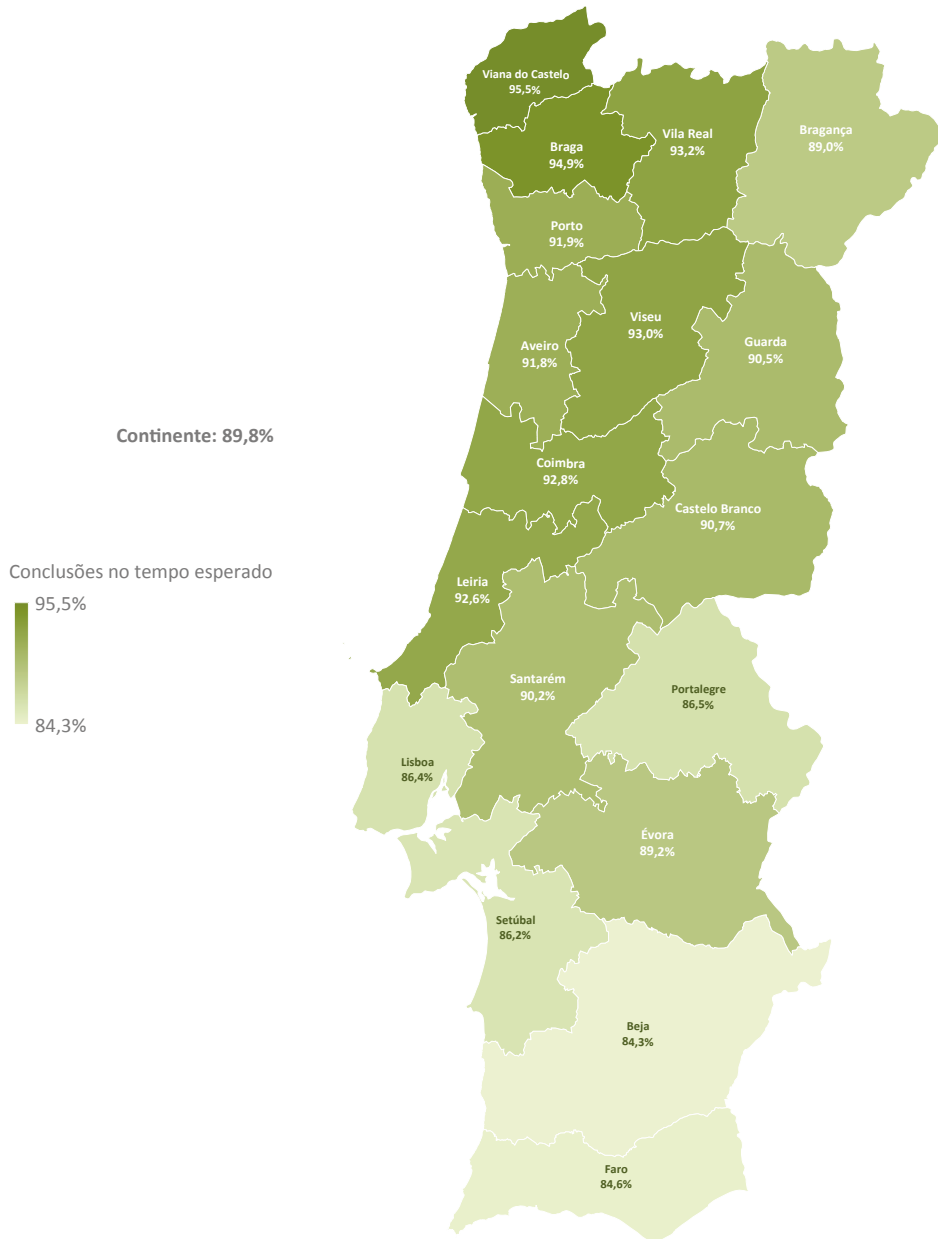 Viana do Castelo
95,5%
Braga
94,9%
Vila Real
93,2%
Bragança
89,0%
Porto
91,9%
Viseu
93,0%
Aveiro
91,8%
Guarda
90,5%
Continente: 89,8%
Coimbra
92,8%
Castelo Branco
90,7%
Conclusões no tempo esperado
95,5%
84,3%
Leiria
92,6%
Santarém
90,2%
Portalegre
86,5%
Lisboa
86,4%
Évora
89,2%
Setúbal
86,2%
Beja
84,3%
Faro
84,6%